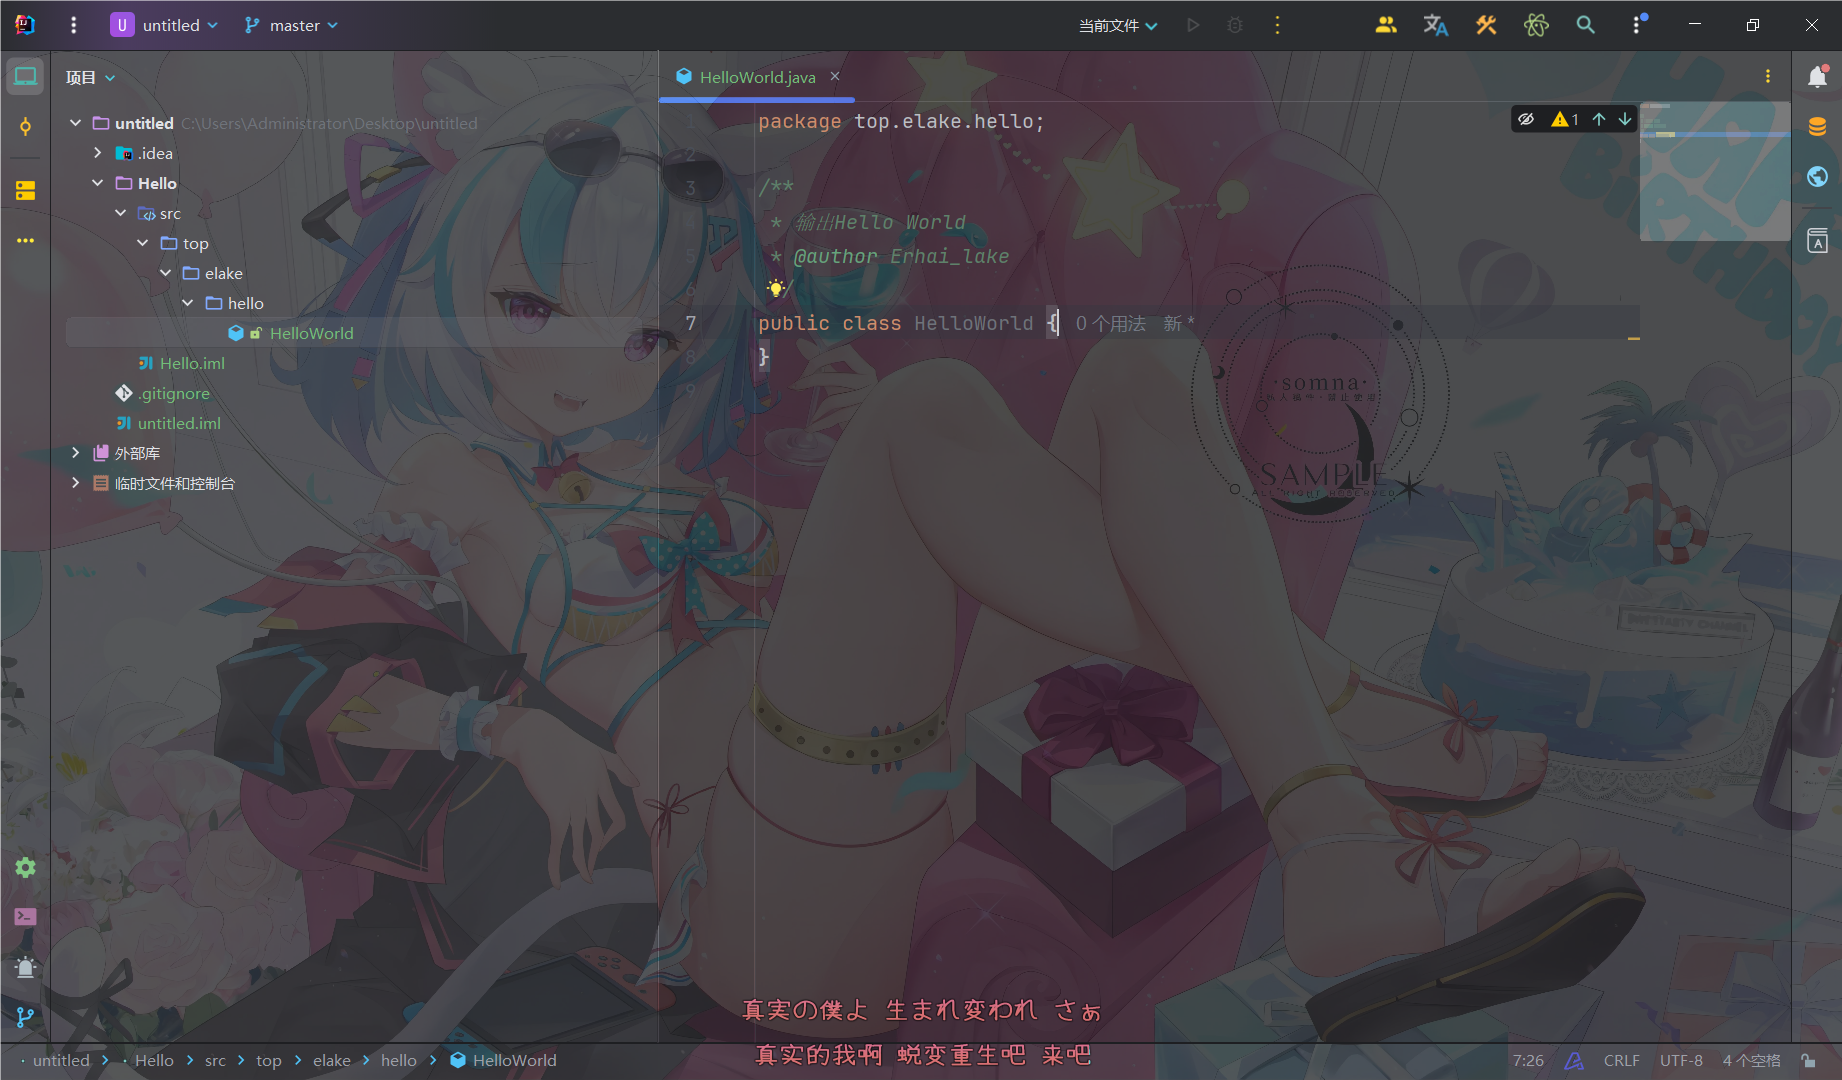 U untitled master 当前文件
项目
HelloWorld.java
untitled C:\Users\Administrator\Desktop\untitled
.idea
Hello
src
top
elake
hello
HelloWorld
Hello.iml
.gitignore
untitled.iml
外部库
临时文件和控制台
1 package top.elake.hello;
2
3 /**
4 * 输出Hello World
5 * @author Erhai_lake
6 */
7 public class HelloWorld { 0 个用法 新 *
8 }
9
1
·somna·
SAMPLE
ALL RIGHT RESERVED
真実の僕よ 生まれ変われ さぁ
真实的我啊 蜕变重生吧 来吧
untitled > Hello > src > top > elake > hello > HelloWorld
7:26 CRLF UTF-8 4 个空格